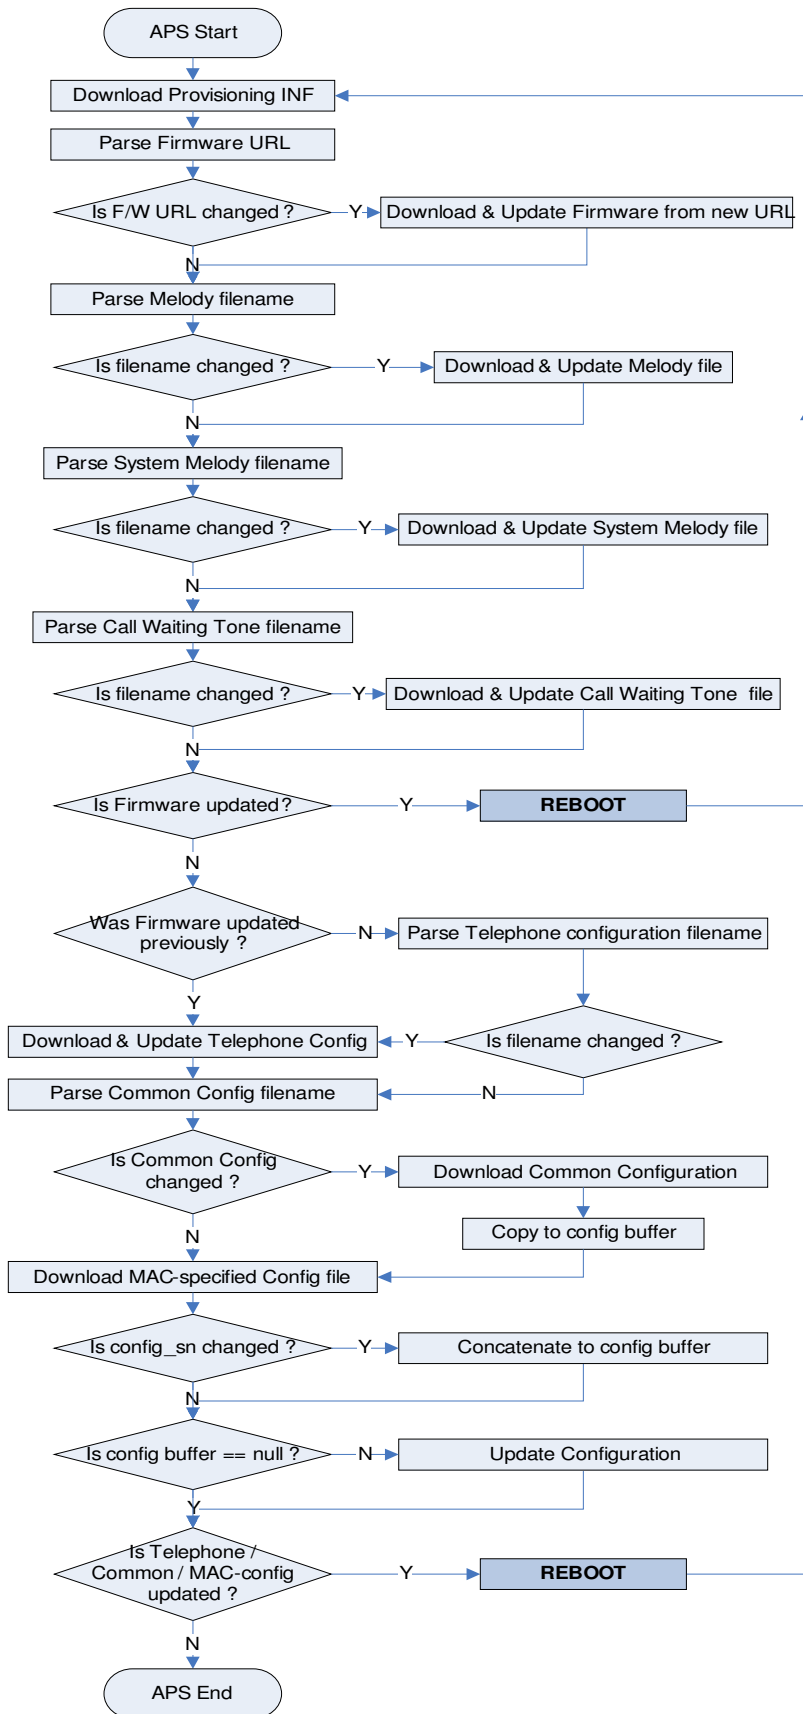 APS Start
Download Provisioning INF
Parse Firmware URL
Is F/W URL changed ?
Y
Download & Update Firmware from new URL
N
Parse Melody filename
Is filename changed ?
Y
Download & Update Melody file
N
Parse System Melody filename
Is filename changed ?
Y
Download & Update System Melody file
N
Parse Call Waiting Tone filename
Is filename changed ?
Y
Download & Update Call Waiting Tone file
N
Is Firmware updated?
Y
REBOOT
N
Was Firmware updated
previously ?
N
Parse Telephone configuration filename
Y
Download & Update Telephone Config
Y
Is filename changed ?
Parse Common Config filename
N
Is Common Config
changed ?
Y
Download Common Configuration
Copy to config buffer
N
Download MAC-specified Config file
Is config_sn changed ?
Y
Concatenate to config buffer
N
Is config buffer == null ?
N
Update Configuration
Y
Is Telephone /
Common / MAC-config
updated ?
Y
REBOOT
N
APS End